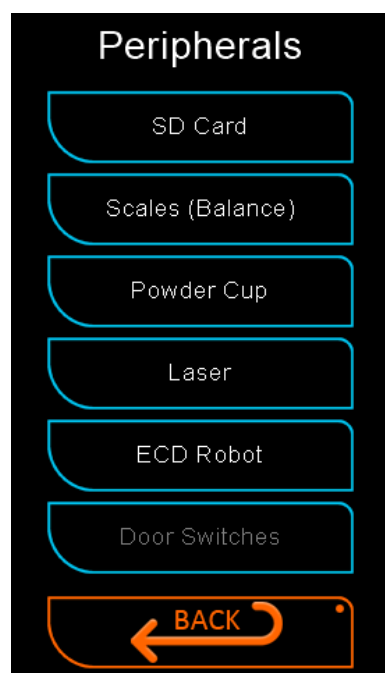 Peripherals
SD Card
Scales (Balance)
Powder Cup
Laser
ECD Robot
Door Switches
BACK